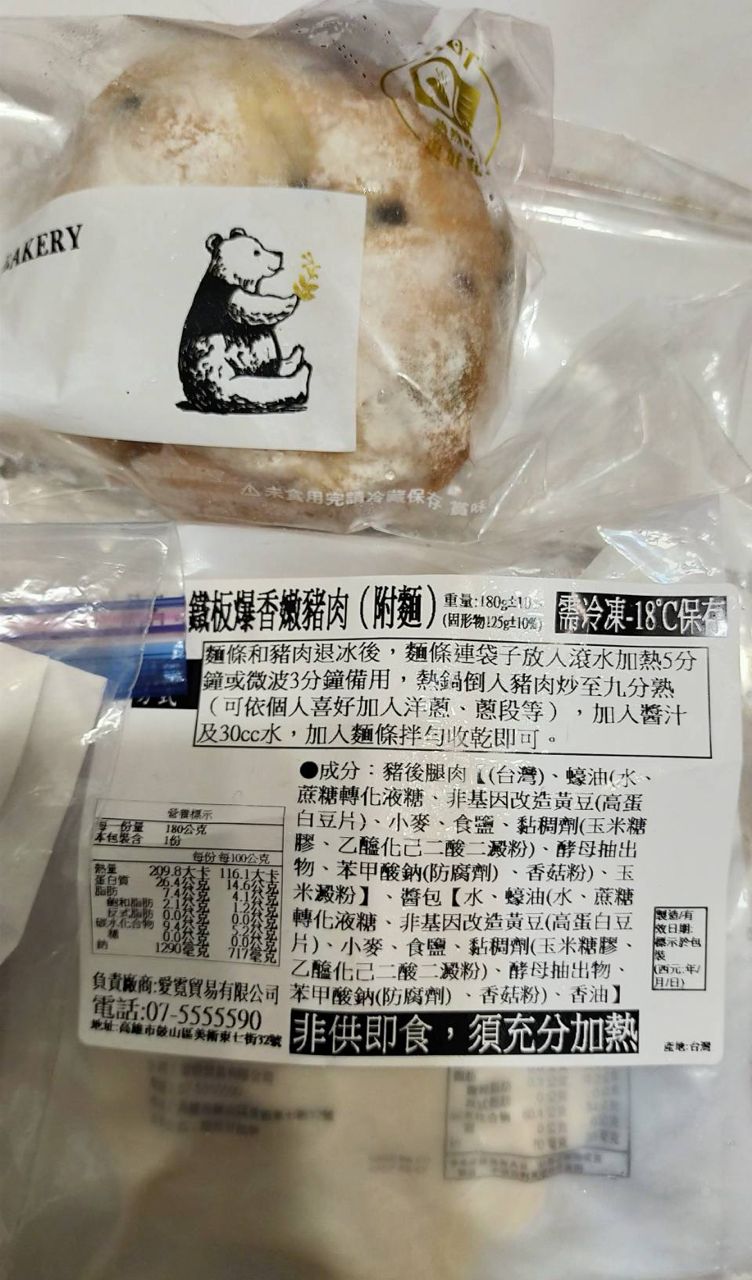 BAKERY
⚠ 未食用完請冷藏保存 賞味
鐵板爆香嫩豬肉(附麵)
重量:180g±10%
(固形物125g±10%)
需冷凍-18℃保存
麵條和豬肉退冰後,麵條連袋子放入滾水加熱5分
鐘或微波3分鐘備用,熱鍋倒入豬肉炒至九分熟
(可依個人喜好加入洋蔥、蔥段等),加入醬汁
及30cc水,加入麵條拌勻收乾即可。
方式
●成分:豬後腿肉【(台灣)、蠔油(水、
蔗糖轉化液糖、非基因改造黃豆(高蛋
白豆片)、小麥、食鹽、黏稠劑(玉米糖
膠、乙醯化己二酸二澱粉)、酵母抽出
物、苯甲酸鈉(防腐劑)、香菇粉)、玉
米澱粉】、醬包【水、蠔油(水、蔗糖
轉化液糖、非基因改造黃豆(高蛋白豆
片)、小麥、食鹽、黏稠劑(玉米糖膠、
乙醯化己二酸二澱粉)、酵母抽出物、
苯甲酸鈉(防腐劑)、香菇粉)、香油】
營養標示
每一份量 180公克
本包裝含 1份
每份 每100公克
熱量 209.8大卡 116.1大卡
蛋白質 26.4公克 14.6公克
脂肪 7.4公克 4.1公克
飽和脂肪 2.1公克 1.2公克
反式脂肪 0.0公克 0.0公克
碳水化合物 9.4公克 5.2公克
糖 0.0公克 0.0公克
鈉 1290毫克 717毫克
負責廠商:愛霓貿易有限公司
電話:07-5555590
地址:高雄市鼓山區美術東七街32號
製造/有
效日期:
標示於包
裝
(西元:年/
月/日)
非供即食,須充分加熱
產地:台灣